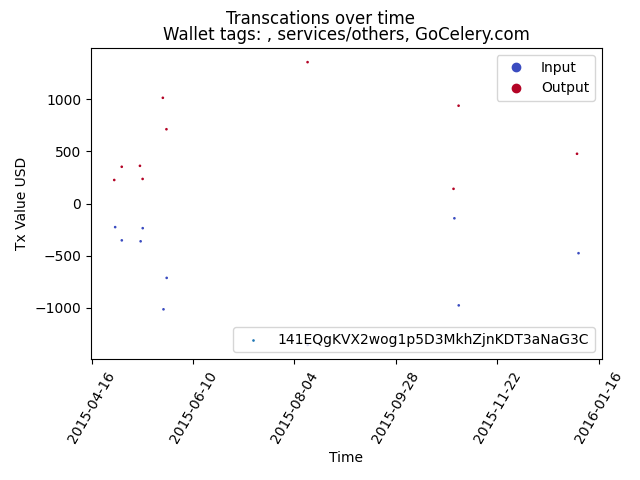 Transcations over time
Wallet tags: , services/others, GoCelery.com
Input
Output
1000
500
0
−500
−1000
Tx Value USD
141EQgKVX2wog1p5D3MkhZjnKDT3aNaG3C
2015-04-16
2015-06-10
2015-08-04
2015-09-28
2015-11-22
2016-01-16
Time